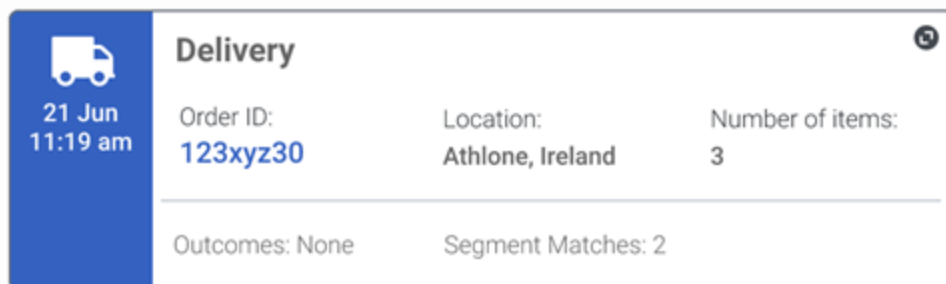 Delivery
21 Jun
11:19 am
Order ID:
123xyz30
Location:
Athlone, Ireland
Number of items:
3
Outcomes: None
Segment Matches: 2